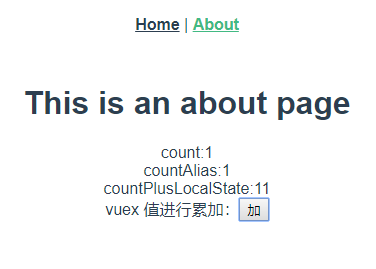 Home | About
This is an about page
count:1
countAlias:1
countPlusLocalState:11
vuex 值进行累加：加